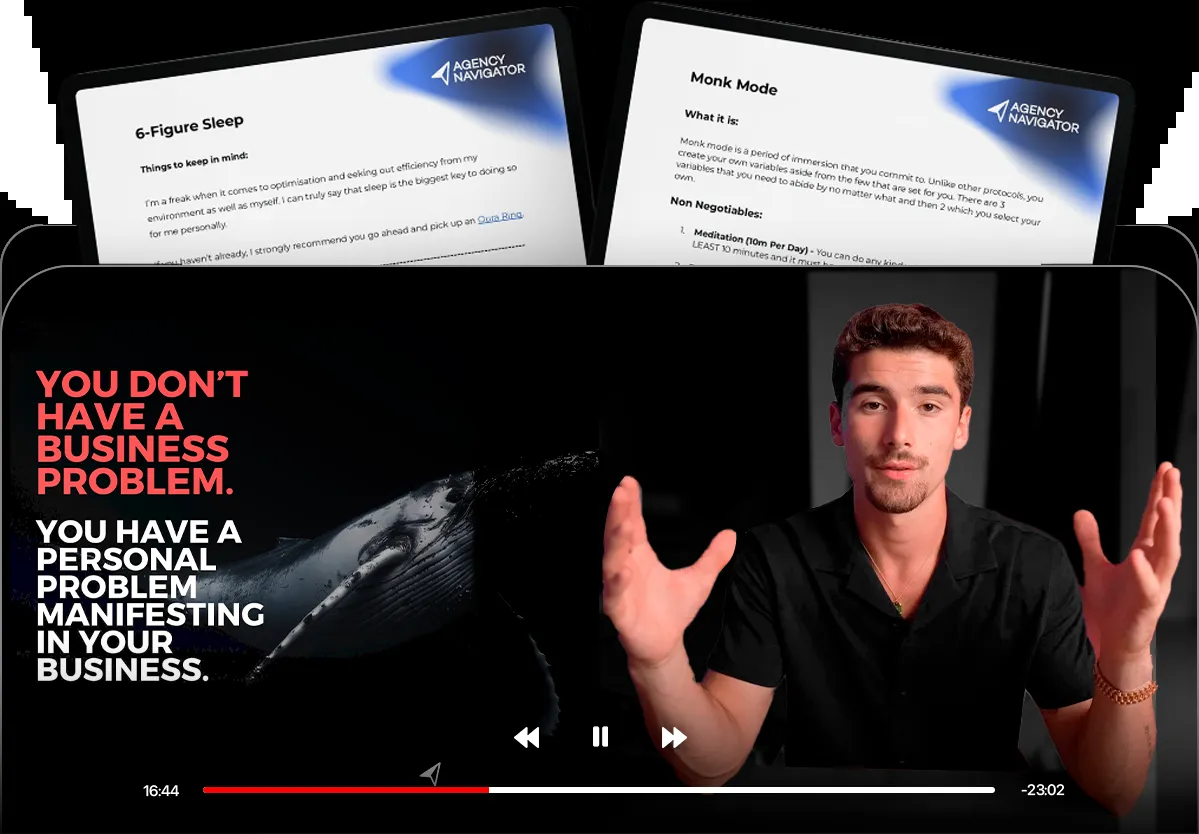 AGENCY
NAVIGATOR
6-Figure Sleep
Things to keep in mind:
I'm a freak when it comes to optimisation and eeking out efficiency from my
environment as well as myself. I can truly say that sleep is the biggest key to doing so
for me personally.
you haven't already, I strongly recommend you go ahead and pick up an Oura Ring.
AGENCY
NAVIGATOR
Monk Mode
What it is:
Monk mode is a period of immersion that you commit to. Unlike other protocols, you
create your own variables aside from the few that are set for you. There are 3
variables that you need to abide by no matter what and then 2 which you select your
own.
Non Negotiables:
1. Meditation (10m Per Day) - You can do any kind
LEAST 10 minutes and it must
YOU DON'T
HAVE A
BUSINESS
PROBLEM.
YOU HAVE A
PERSONAL
PROBLEM
MANIFESTING
IN YOUR
BUSINESS.
16:44
-23:02